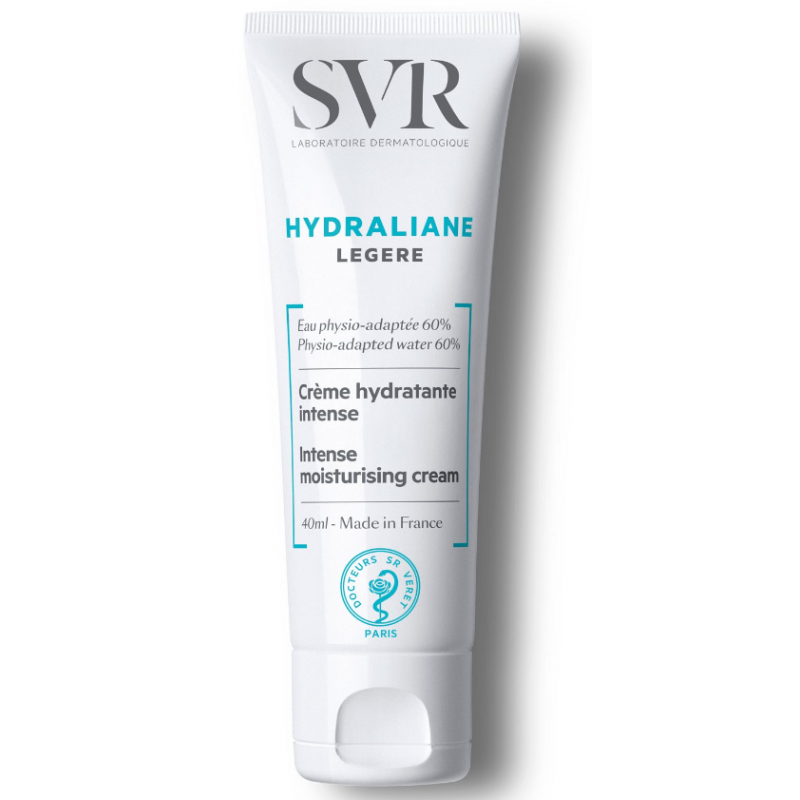 SVR
LABORATOIRE DERMATOLOGIQUE
HYDRALIANE
LEGERE
Eau physio-adaptée 60%
Physio-adapted water 60%
Crème hydratante
intense
Intense
moisturising cream
40ml - Made in France
DOCTEURS SR VERET
PARIS